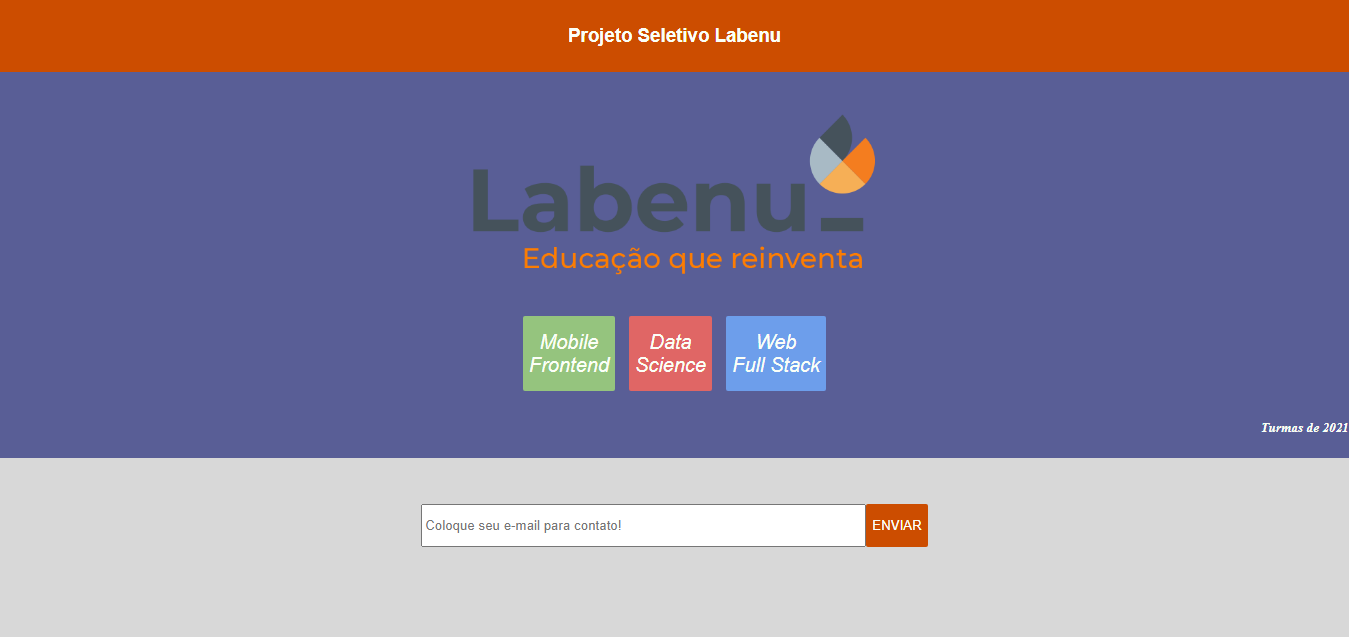 Projeto Seletivo Labenu
Labenu_
Educação que reinventa
Mobile
Frontend
Data
Science
Web
Full Stack
Turmas de 2021
Coloque seu e-mail para contato!
ENVIAR